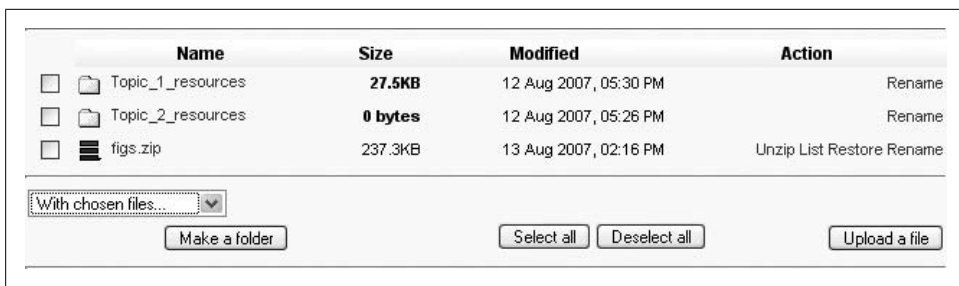 Name Size Modified Action
Topic_1_resources 27.5KB 12 Aug 2007, 05:30 PM Rename
Topic_2_resources 0 bytes 12 Aug 2007, 05:26 PM Rename
figs.zip 237.3KB 13 Aug 2007, 02:16 PM Unzip List Restore Rename
With chosen files...
Make a folder Select all Deselect all Upload a file